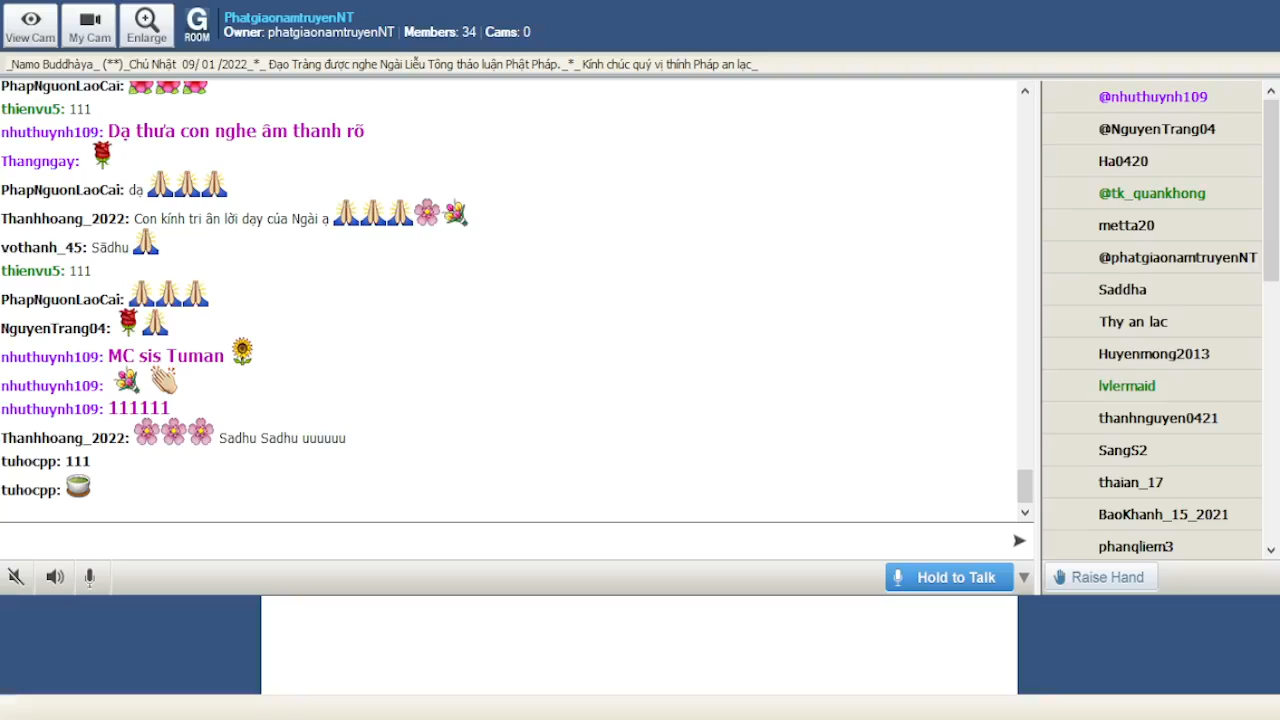 View Cam
My Cam
Enlarge
G
ROOM
PhatgiaonamtruyenNT
Owner: phatgiaonamtruyenNT | Members: 34 | Cams: 0
_Namo Buddhàya_ (**)_Chú Nhật 09/ 01 /2022_*_ Đạo Tràng được nghe Ngài Liễu Tông thảo luận Phật Pháp._*_ Kính chúc quý vị thính Pháp an lạc_
PhapNguonLaoCai:
thienvu5: 111
nhuthuynh109: Dạ thưa con nghe âm thanh rõ
Thangngay:
PhapNguonLaoCai: dạ
Thanhhoang_2022: Con kính tri ân lời dạy của Ngài ạ
vothanh_45: Sādhu
thienvu5: 111
PhapNguonLaoCai:
NguyenTrang04:
nhuthuynh109: MC sis Tuman
nhuthuynh109:
nhuthuynh109: 111111
Thanhhoang_2022: Sadhu Sadhu uuuuuu
tuhocpp: 111
tuhocpp:
@nhuthuynh109
@NguyenTrang04
Ha0420
@tk_quankhong
metta20
@phatgiaonamtruyenNT
Saddha
Thy an lac
Huyenmong2013
lvlermaid
thanhnguyen0421
SangS2
thaian_17
BaoKhanh_15_2021
phanqliem3
Hold to Talk
Raise Hand